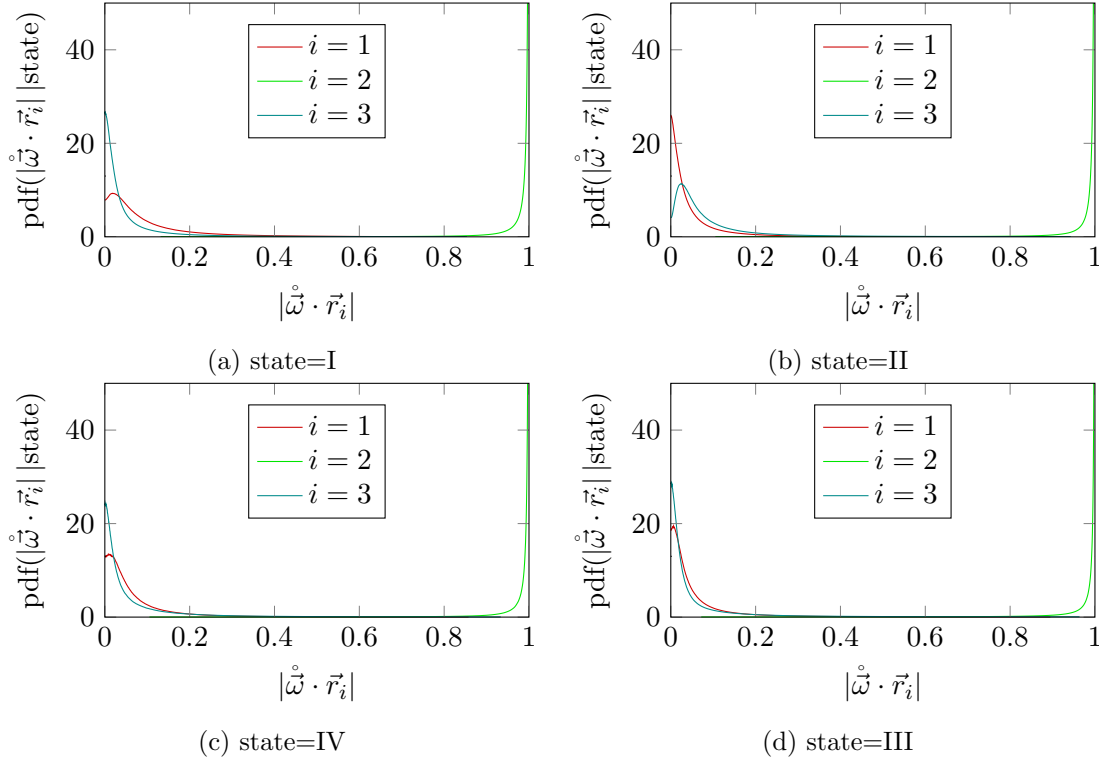 pdf(|ω⃗̊ · r⃗ᵢ| |state)
40
20
0
i = 1
i = 2
i = 3
0 0.2 0.4 0.6 0.8 1
|ω⃗̊ · r⃗ᵢ|
(a) state=I
pdf(|ω⃗̊ · r⃗ᵢ| |state)
40
20
0
i = 1
i = 2
i = 3
0 0.2 0.4 0.6 0.8 1
|ω⃗̊ · r⃗ᵢ|
(b) state=II
pdf(|ω⃗̊ · r⃗ᵢ| |state)
40
20
0
i = 1
i = 2
i = 3
0 0.2 0.4 0.6 0.8 1
|ω⃗̊ · r⃗ᵢ|
(c) state=IV
pdf(|ω⃗̊ · r⃗ᵢ| |state)
40
20
0
i = 1
i = 2
i = 3
0 0.2 0.4 0.6 0.8 1
|ω⃗̊ · r⃗ᵢ|
(d) state=III